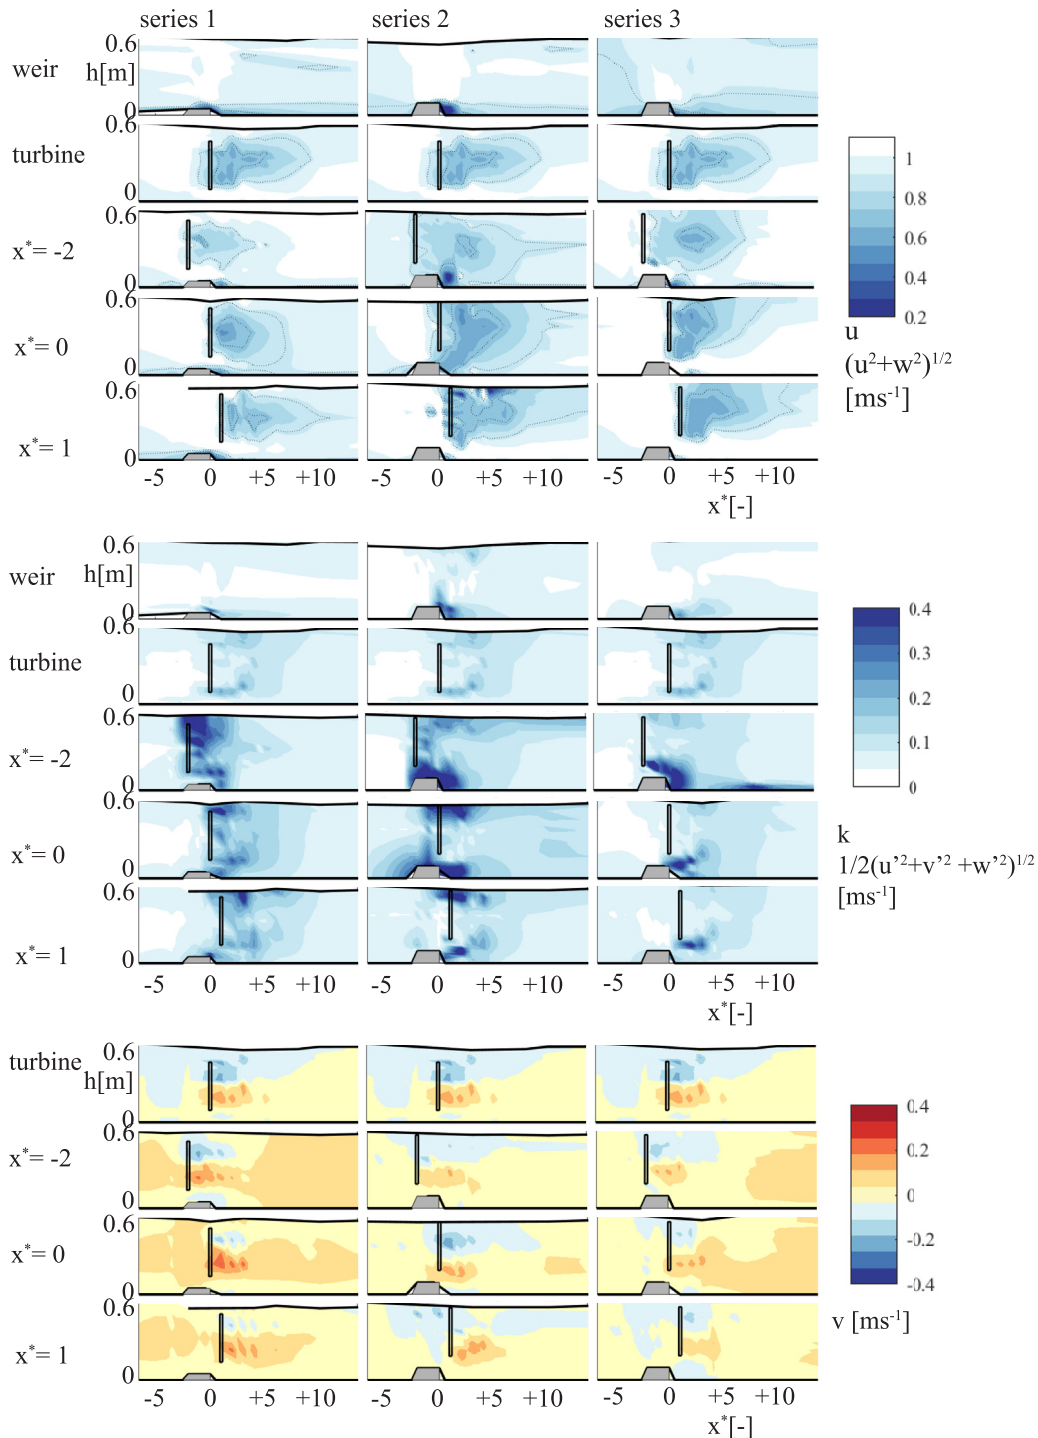 series 1 series 2 series 3
0.6
weir h[m]
0
0.6
turbine
0
0.6
x*= -2
0
0.6
x*= 0
0
0.6
x*= 1
0
-5 0 +5 +10 -5 0 +5 +10 -5 0 +5 +10
x*[-]
1
0.8
0.6
0.4
0.2
u
(u²+w²)¹/²
[ms⁻¹]
0.6
weir h[m]
0
0.6
turbine
0
0.6
x*= -2
0
0.6
x*= 0
0
0.6
x*= 1
0
-5 0 +5 +10 -5 0 +5 +10 -5 0 +5 +10
x*[-]
0.4
0.3
0.2
0.1
0
k
1/2(u'²+v'² +w'²)¹/²
[ms⁻¹]
turbine 0.6
h[m]
0
0.6
x*= -2
0
0.6
x*= 0
0
0.6
x*= 1
0
-5 0 +5 +10 -5 0 +5 +10 -5 0 +5 +10
x*[-]
0.4
0.2
0
-0.2
-0.4
v [ms⁻¹]